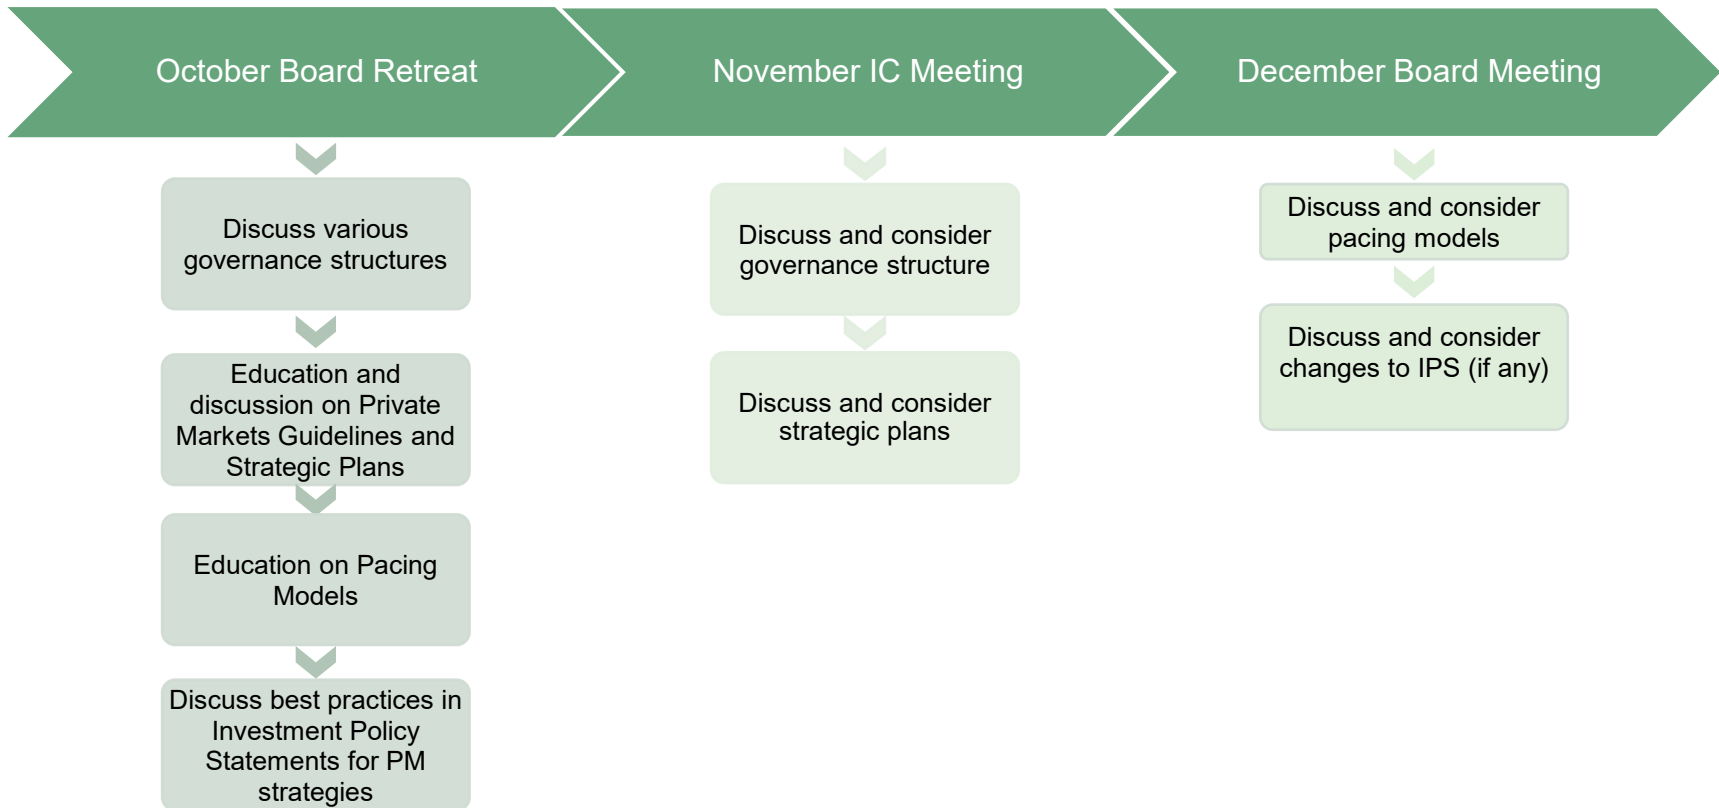 October Board Retreat
November IC Meeting
December Board Meeting
Discuss various
governance structures
Education and
discussion on Private
Markets Guidelines and
Strategic Plans
Education on Pacing
Models
Discuss best practices in
Investment Policy
Statements for PM
strategies
Discuss and consider
governance structure
Discuss and consider
strategic plans
Discuss and consider
pacing models
Discuss and consider
changes to IPS (if any)